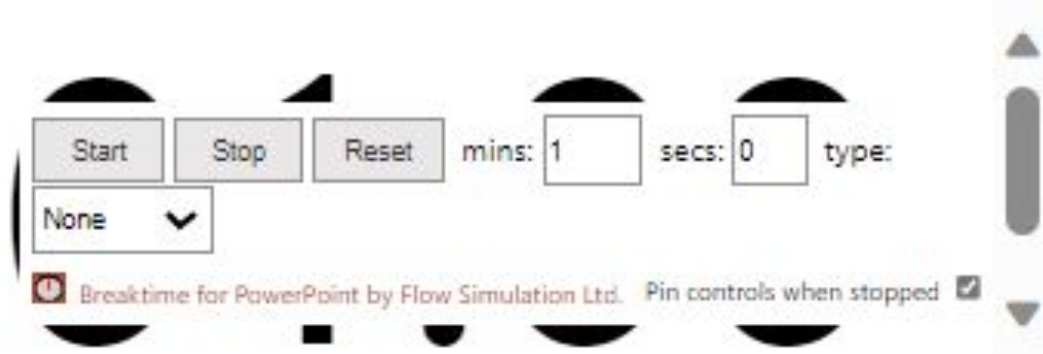 Start Stop Reset mins: 1 secs: 0 type:
None
Breaktime for PowerPoint by Flow Simulation Ltd. Pin controls when stopped